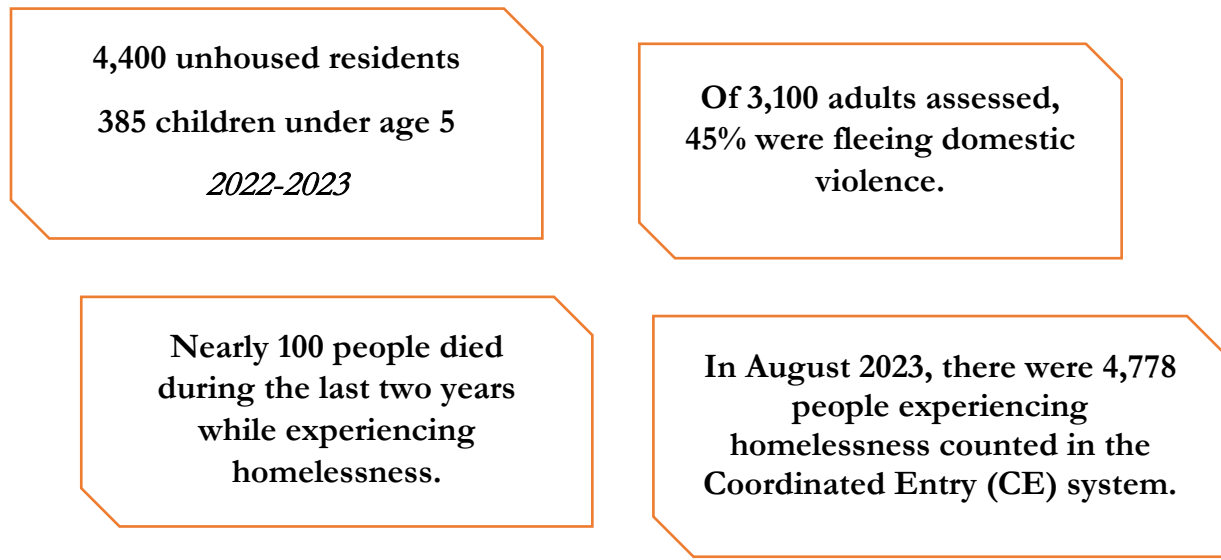 4,400 unhoused residents
385 children under age 5
2022-2023
Of 3,100 adults assessed,
45% were fleeing domestic
violence.
Nearly 100 people died
during the last two years
while experiencing
homelessness.
In August 2023, there were 4,778
people experiencing
homelessness counted in the
Coordinated Entry (CE) system.